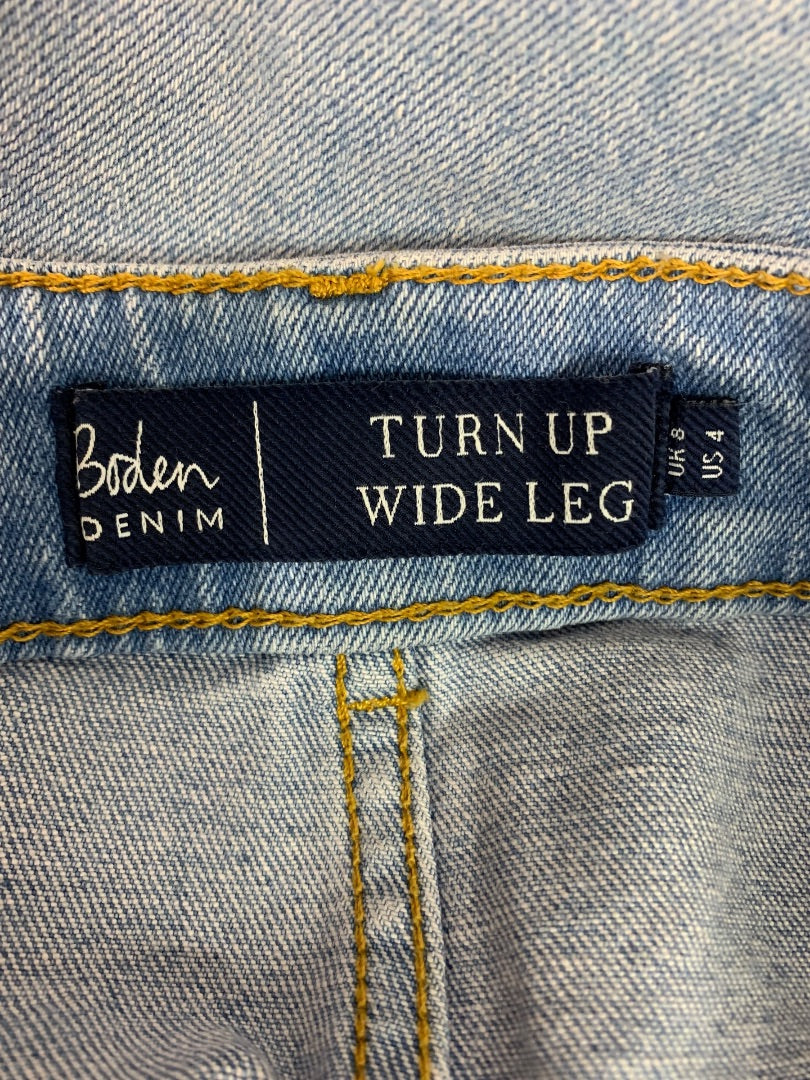 Boden
DENIM
TURN UP
WIDE LEG
UK 8
US 4